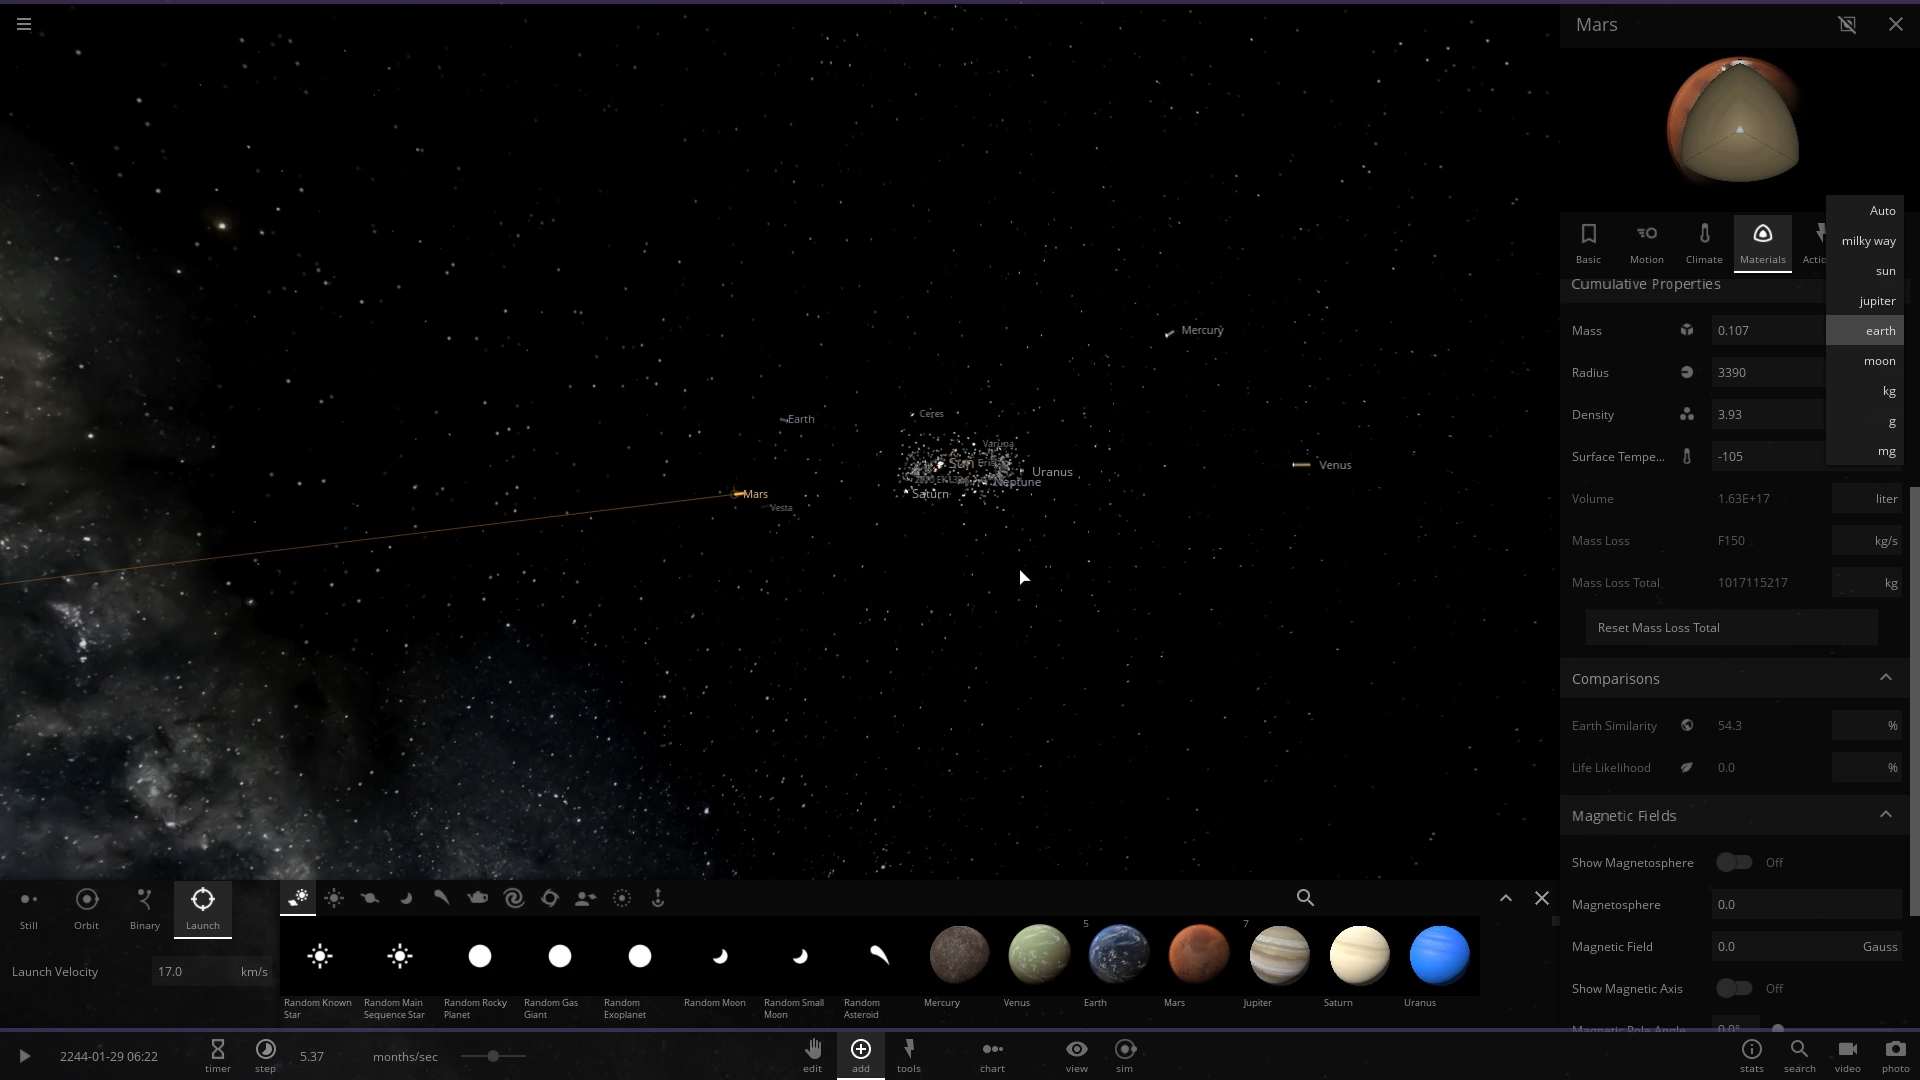 Mars
Auto
milky way
sun
jupiter
earth
moon
kg
g
mg
Basic
Motion
Climate
Materials
Cumulative Properties
Mass 0.107
Radius 3390
Density 3.93
Surface Tempe... -105
Volume 1.63E+17 liter
Mass Loss F150 kg/s
Mass Loss Total 1017115217 kg
Reset Mass Loss Total
Comparisons
Earth Similarity 54.3 %
Life Likelihood 0.0 %
Magnetic Fields
Show Magnetosphere Off
Magnetosphere 0.0
Magnetic Field 0.0 Gauss
Show Magnetic Axis Off
Magnetic Pole Angle 0.0°
Mercury
Earth
Ceres
Varuna
Sun
Uranus
Neptune
Saturn
Venus
Mars
Vesta
Still
Orbit
Binary
Launch
Launch Velocity 17.0 km/s
5
7
Random Known
Star
Random Main
Sequence Star
Random Rocky
Planet
Random Gas
Giant
Random
Exoplanet
Random Moon
Random Small
Moon
Random
Asteroid
Mercury
Venus
Earth
Mars
Jupiter
Saturn
Uranus
2244-01-29 06:22
timer
step
5.37 months/sec
edit
add
tools
chart
view
sim
stats
search
video
photo